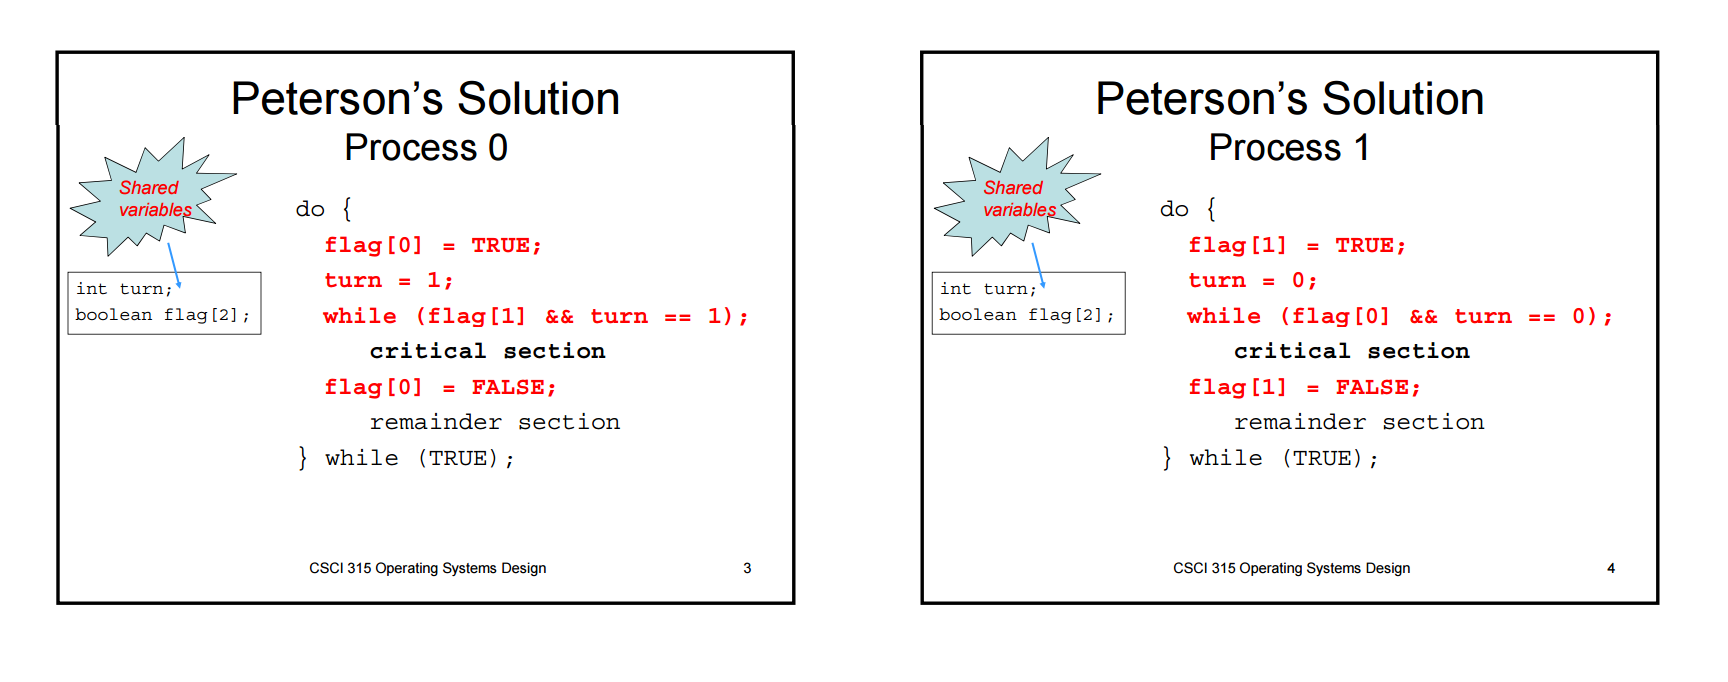 Peterson’s Solution
Process 0
Shared
variables
int turn;
boolean flag[2];
do {
flag[0] = TRUE;
turn = 1;
while (flag[1] && turn == 1);
critical section
flag[0] = FALSE;
remainder section
} while (TRUE);
CSCI 315 Operating Systems Design
3
Peterson’s Solution
Process 1
Shared
variables
int turn;
boolean flag[2];
do {
flag[1] = TRUE;
turn = 0;
while (flag[0] && turn == 0);
critical section
flag[1] = FALSE;
remainder section
} while (TRUE);
CSCI 315 Operating Systems Design
4